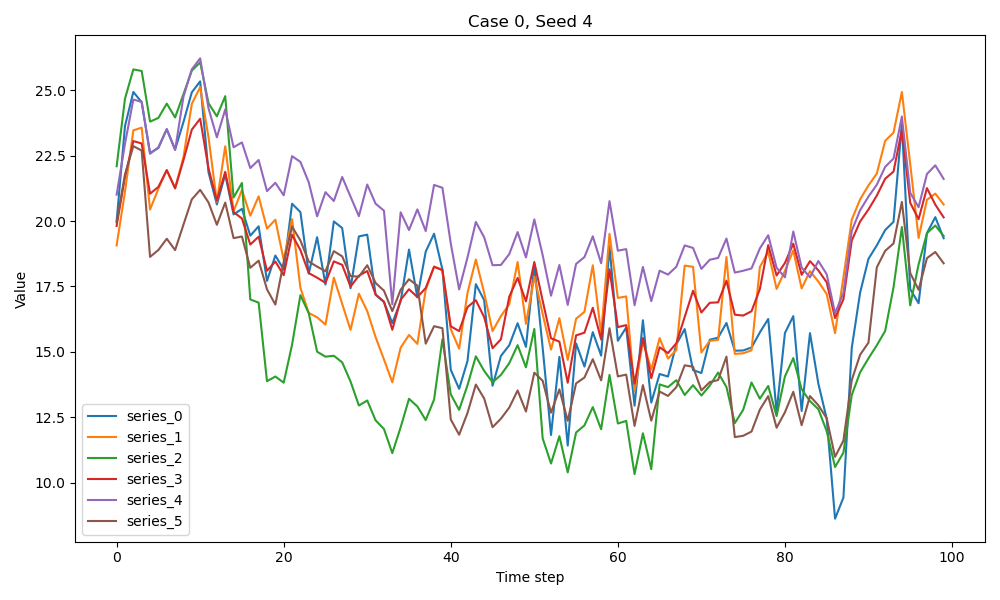 Case 0, Seed 4
Value
25.0
22.5
20.0
17.5
15.0
12.5
10.0
series_0
series_1
series_2
series_3
series_4
series_5
0
20
40
60
80
100
Time step